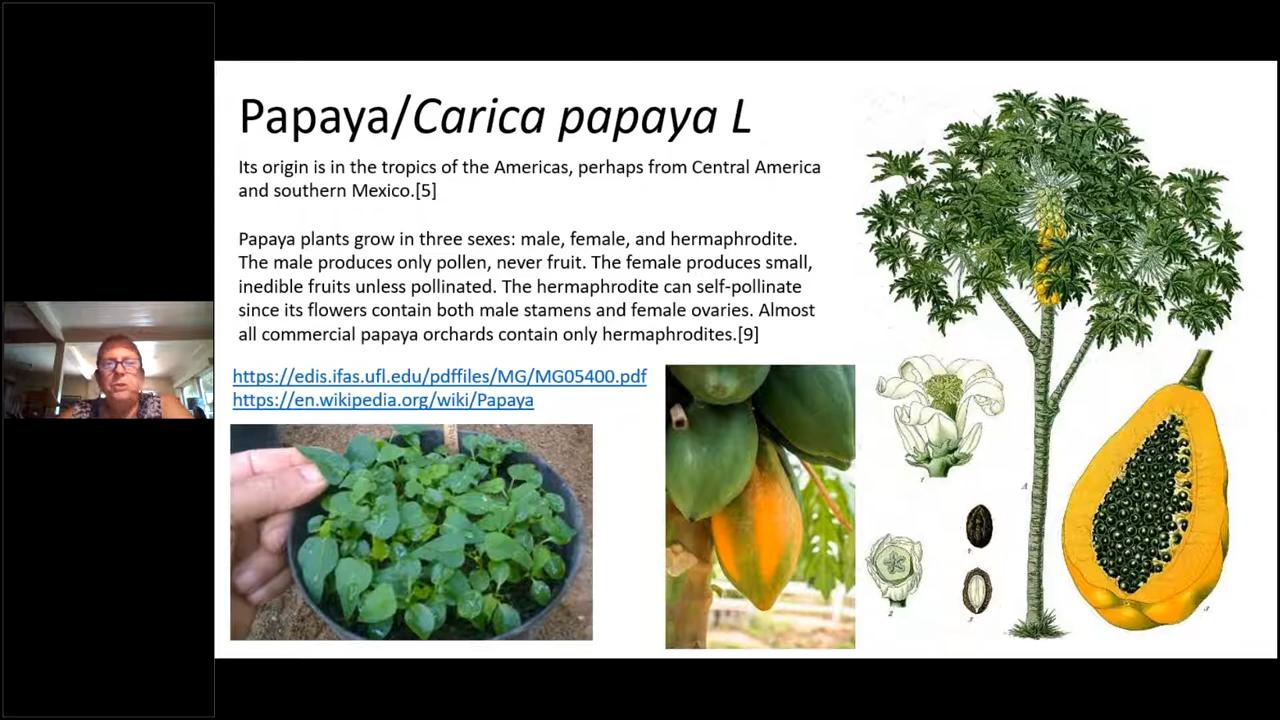 Papaya/Carica papaya L
Its origin is in the tropics of the Americas, perhaps from Central America
and southern Mexico.[5]
Papaya plants grow in three sexes: male, female, and hermaphrodite.
The male produces only pollen, never fruit. The female produces small,
inedible fruits unless pollinated. The hermaphrodite can self-pollinate
since its flowers contain both male stamens and female ovaries. Almost
all commercial papaya orchards contain only hermaphrodites.[9]
https://edis.ifas.ufl.edu/pdffiles/MG/MG05400.pdf
https://en.wikipedia.org/wiki/Papaya